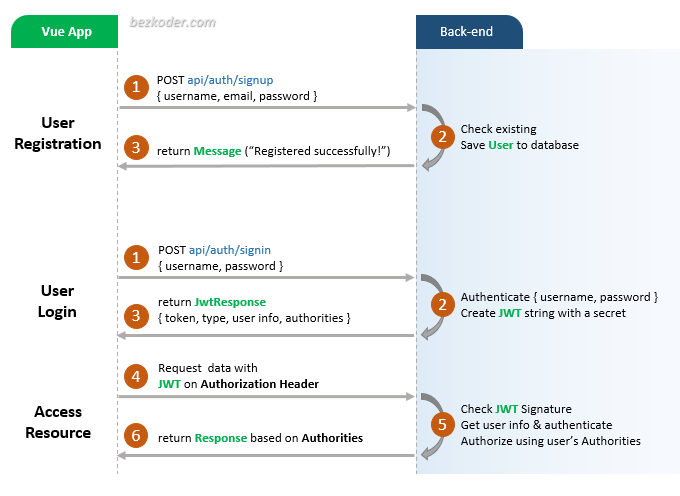 bezkoder.com
Vue App
Back-end
User
Registration
1
POST api/auth/signup
{ username, email, password }
2
Check existing
Save User to database
3
return Message (“Registered successfully!”)
User
Login
1
POST api/auth/signin
{ username, password }
2
Authenticate { username, password }
Create JWT string with a secret
3
return JwtResponse
{ token, type, user info, authorities }
Access
Resource
4
Request data with
JWT on Authorization Header
5
Check JWT Signature
Get user info & authenticate
Authorize using user’s Authorities
6
return Response based on Authorities